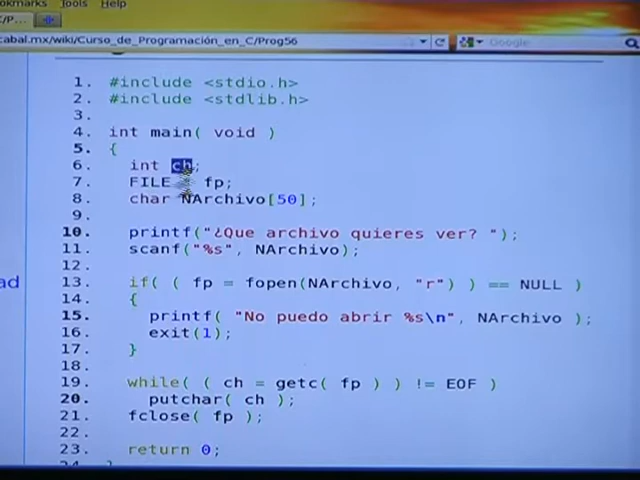 Tools Help
/P...
cabal.mx/wiki/Curso_de_Programación_en_C/Prog56
Google
1. #include <stdio.h>
2. #include <stdlib.h>
3.
4. int main( void )
5. {
6. int ch;
7. FILE * fp;
8. char NArchivo[50];
9.
10. printf("¿Que archivo quieres ver? ");
11. scanf("%s", NArchivo);
12.
13. if( ( fp = fopen(NArchivo, "r") ) == NULL )
14. {
15. printf( "No puedo abrir %s\n", NArchivo );
16. exit(1);
17. }
18.
ad
19. while( ( ch = getc( fp ) ) != EOF )
20. putchar( ch );
21. fclose( fp );
22.
23. return 0;
24. }